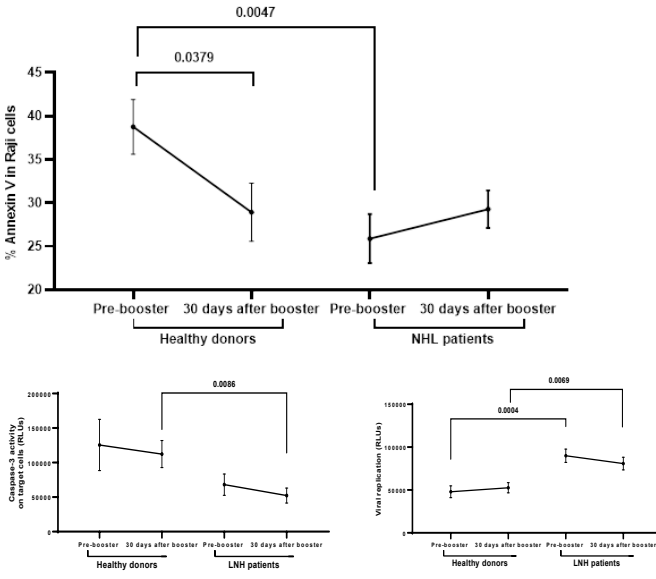 0.0047
0.0379
% Annexin V in Raji cells
45
40
35
30
25
20
Pre-booster 30 days after booster Pre-booster 30 days after booster
Healthy donors NHL patients
0.0086
Caspase-3 activity
on target cells (RLUs)
200000
150000
100000
50000
0
Pre-booster 30 days after booster Pre-booster 30 days after booster
Healthy donors LNH patients
0.0069
0.0004
Viral replication (RLUs)
150000
100000
50000
0
Pre-booster 30 days after booster Pre-booster 30 days after booster
Healthy donors LNH patients